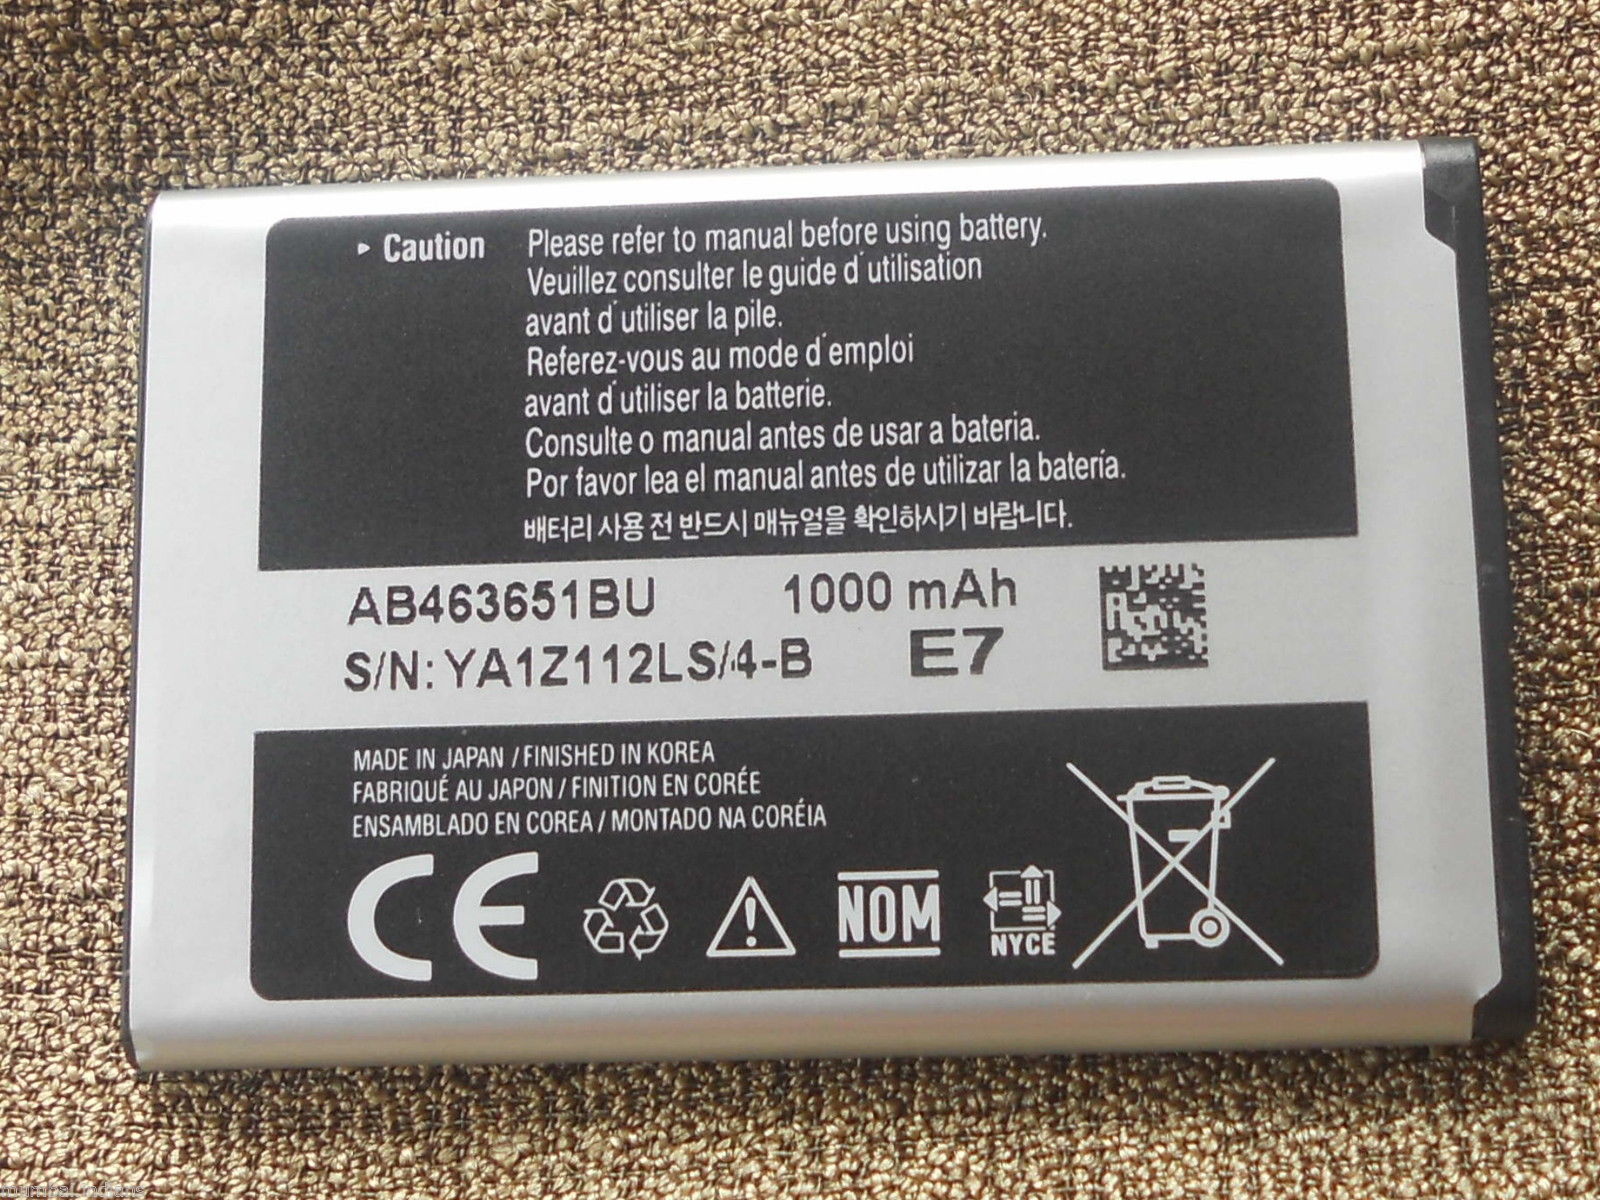 ▸ Caution Please refer to manual before using battery.
Veuillez consulter le guide d'utilisation
avant d'utiliser la pile.
Referez-vous au mode d'emploi
avant d'utiliser la batterie.
Consulte o manual antes de usar a bateria.
Por favor lea el manual antes de utilizar la batería.
배터리 사용 전 반드시 매뉴얼을 확인하시기 바랍니다.
AB463651BU 1000 mAh
S/N: YA1Z112LS/4-B E7
MADE IN JAPAN / FINISHED IN KOREA
FABRIQUÉ AU JAPON / FINITION EN CORÉE
ENSAMBLADO EN COREA / MONTADO NA CORÉIA
CE NOM NYCE